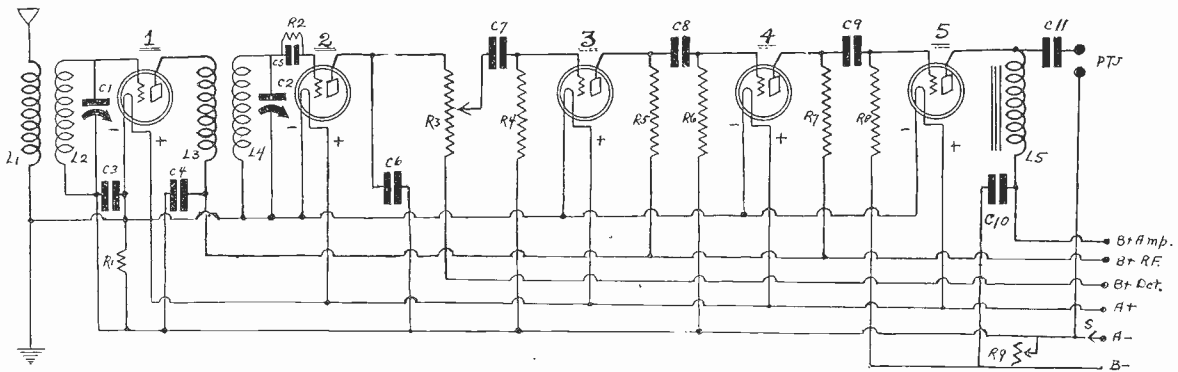 1
2
3
4
5
L1
L2
C1
C3
R1
C4
L3
L4
R2
C5
C2
C6
R3
C7
R4
R5
C8
R6
R7
C9
R8
C11
PTJ
L5
C10
B+ Amp.
B+ RF.
B+ Det.
A+
S
A-
R9
B-
- + - + + - + - +